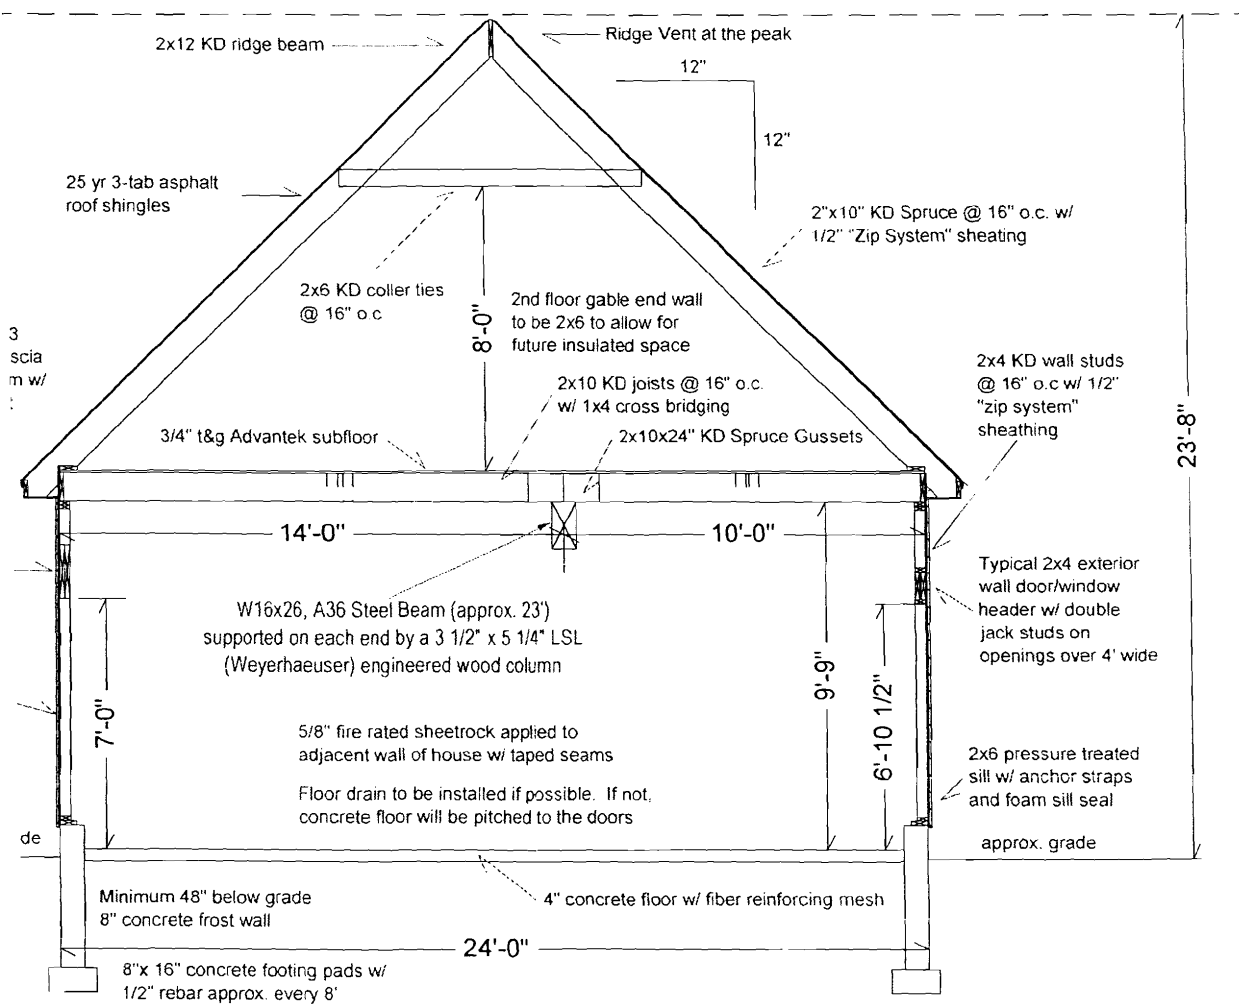 2x12 KD ridge beam
Ridge Vent at the peak
12"
12"
25 yr 3-tab asphalt
roof shingles
2"x10" KD Spruce @ 16" o.c. w/
1/2" "Zip System" sheating
2x6 KD coller ties
@ 16" o.c
8'-0"
2nd floor gable end wall
to be 2x6 to allow for
future insulated space
3
scia
m w/
:
2x10 KD joists @ 16" o.c.
w/ 1x4 cross bridging
2x4 KD wall studs
@ 16" o.c w/ 1/2"
"zip system"
sheathing
23'-8"
3/4" t&g Advantek subfloor
2x10x24" KD Spruce Gussets
14'-0"
10'-0"
W16x26, A36 Steel Beam (approx. 23')
supported on each end by a 3 1/2" x 5 1/4" LSL
(Weyerhaeuser) engineered wood column
Typical 2x4 exterior
wall door/window
header w/ double
jack studs on
openings over 4' wide
7'-0"
9'-9"
6'-10 1/2"
5/8" fire rated sheetrock applied to
adjacent wall of house w/ taped seams
Floor drain to be installed if possible. If not,
concrete floor will be pitched to the doors
2x6 pressure treated
sill w/ anchor straps
and foam sill seal
de
approx. grade
Minimum 48" below grade
8" concrete frost wall
4" concrete floor w/ fiber reinforcing mesh
24'-0"
8"x 16" concrete footing pads w/
1/2" rebar approx. every 8'